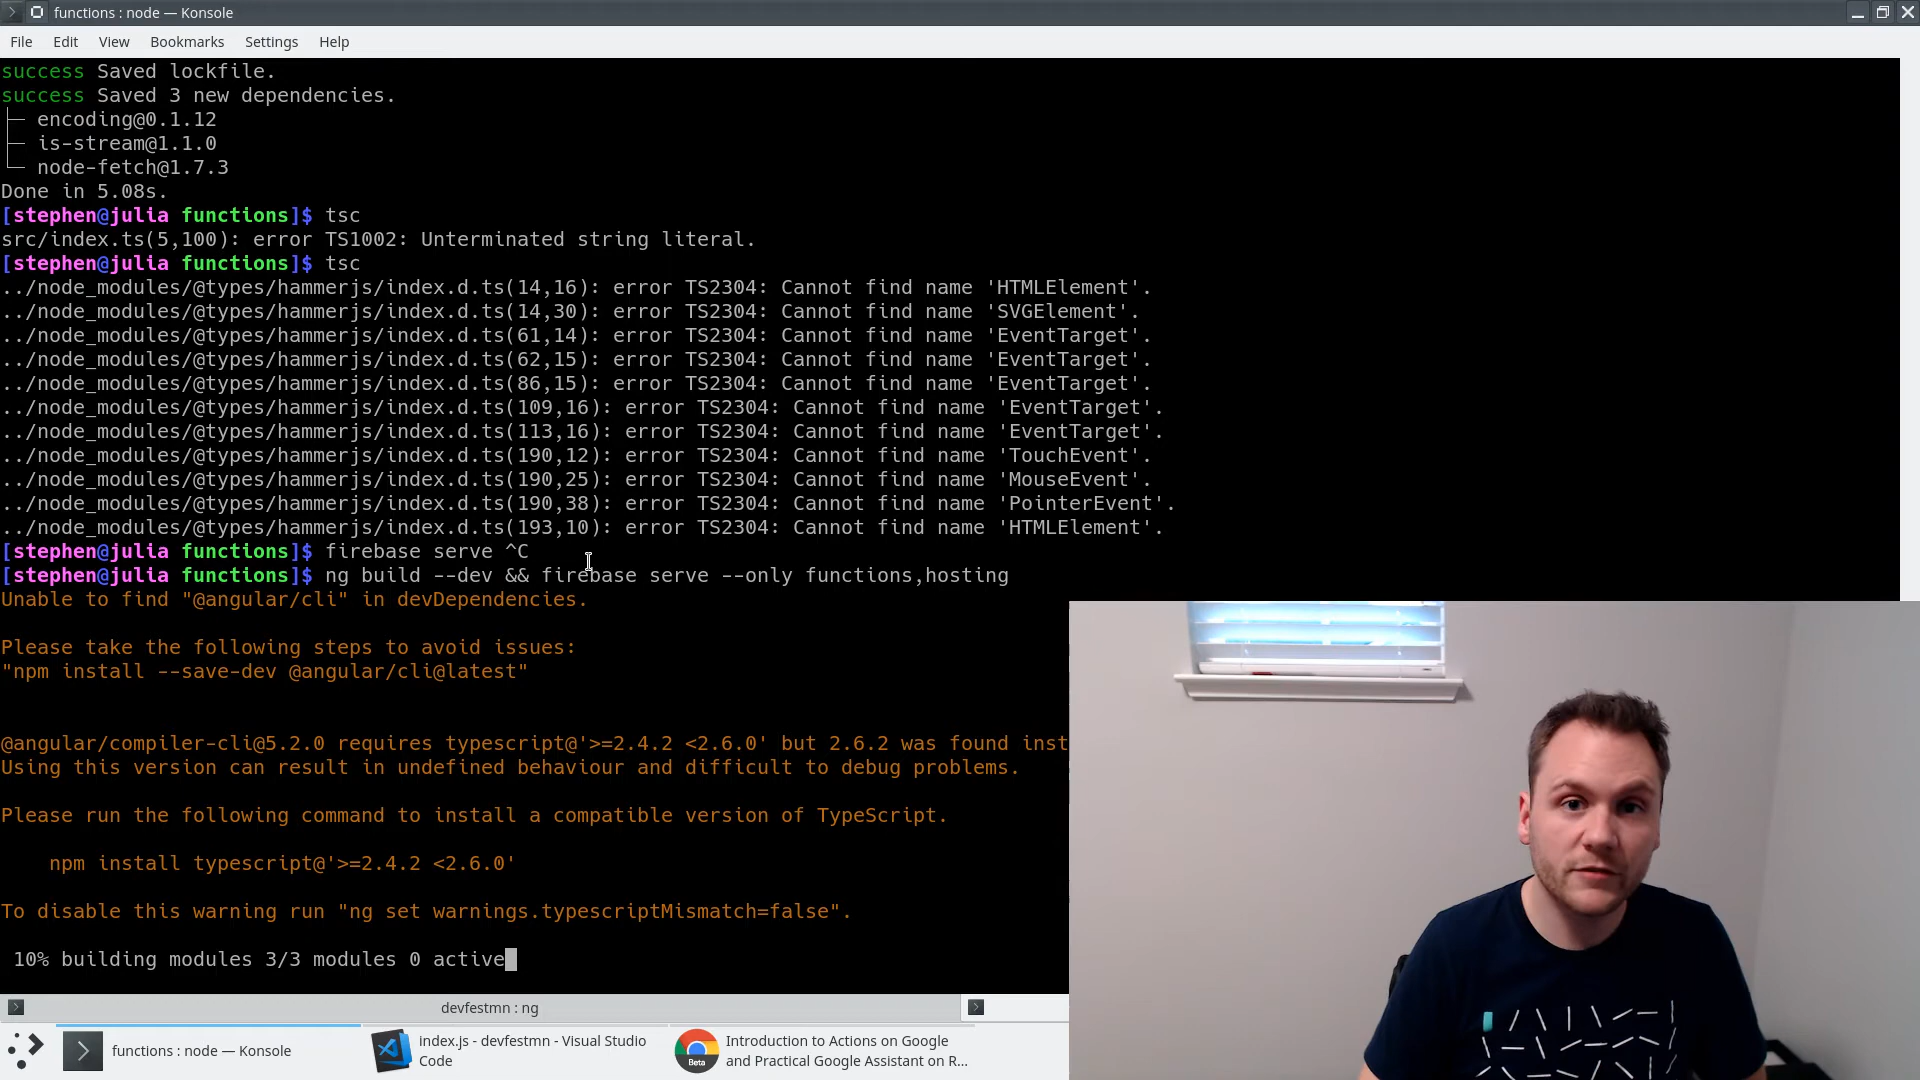 functions : node — Konsole
File Edit View Bookmarks Settings Help
success Saved lockfile.
success Saved 3 new dependencies.
├─ encoding@0.1.12
├─ is-stream@1.1.0
└─ node-fetch@1.7.3
Done in 5.08s.
[stephen@julia functions]$ tsc
src/index.ts(5,100): error TS1002: Unterminated string literal.
[stephen@julia functions]$ tsc
../node_modules/@types/hammerjs/index.d.ts(14,16): error TS2304: Cannot find name 'HTMLElement'.
../node_modules/@types/hammerjs/index.d.ts(14,30): error TS2304: Cannot find name 'SVGElement'.
../node_modules/@types/hammerjs/index.d.ts(61,14): error TS2304: Cannot find name 'EventTarget'.
../node_modules/@types/hammerjs/index.d.ts(62,15): error TS2304: Cannot find name 'EventTarget'.
../node_modules/@types/hammerjs/index.d.ts(86,15): error TS2304: Cannot find name 'EventTarget'.
../node_modules/@types/hammerjs/index.d.ts(109,16): error TS2304: Cannot find name 'EventTarget'.
../node_modules/@types/hammerjs/index.d.ts(113,16): error TS2304: Cannot find name 'EventTarget'.
../node_modules/@types/hammerjs/index.d.ts(190,12): error TS2304: Cannot find name 'TouchEvent'.
../node_modules/@types/hammerjs/index.d.ts(190,25): error TS2304: Cannot find name 'MouseEvent'.
../node_modules/@types/hammerjs/index.d.ts(190,38): error TS2304: Cannot find name 'PointerEvent'.
../node_modules/@types/hammerjs/index.d.ts(193,10): error TS2304: Cannot find name 'HTMLElement'.
[stephen@julia functions]$ firebase serve ^C
[stephen@julia functions]$ ng build --dev && firebase serve --only functions,hosting
Unable to find "@angular/cli" in devDependencies.
Please take the following steps to avoid issues:
"npm install --save-dev @angular/cli@latest"
@angular/compiler-cli@5.2.0 requires typescript@'>=2.4.2 <2.6.0' but 2.6.2 was found inst
Using this version can result in undefined behaviour and difficult to debug problems.
Please run the following command to install a compatible version of TypeScript.
npm install typescript@'>=2.4.2 <2.6.0'
To disable this warning run "ng set warnings.typescriptMismatch=false".
10% building modules 3/3 modules 0 active
devfestmn : ng
functions : node — Konsole
index.js - devfestmn - Visual Studio
Code
Beta
Introduction to Actions on Google
and Practical Google Assistant on R...